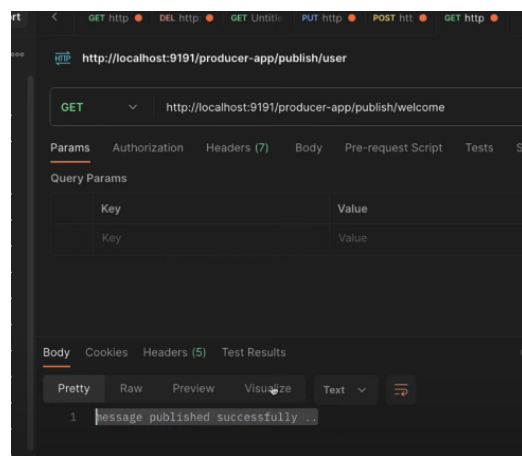 rt
GET http DEL http: GET Untitle PUT http POST htt GET http
HTTP http://localhost:9191/producer-app/publish/user
GET http://localhost:9191/producer-app/publish/welcome
Params Authorization Headers (7) Body Pre-request Script Tests S
Query Params
Key Value
Key Value
Body Cookies Headers (5) Test Results
Pretty Raw Preview Visualize Text
1 message published successfully ..